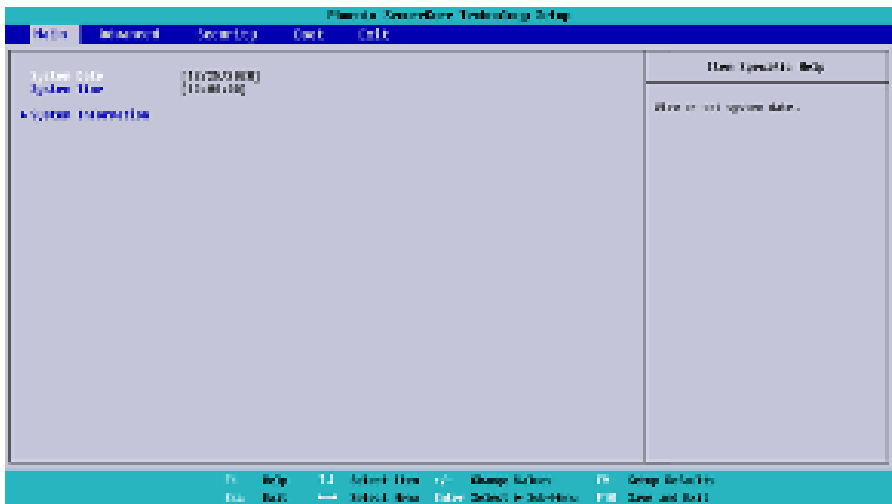 Phoenix SecureCore Technology Setup
Main Advanced Security Boot Exit
System Date
System Time
Item Specific Help
▸System Information
View or set system date.
F1 Help ↑↓ Select Item +/- Change Values F9 Setup Defaults
Esc Exit ←→ Select Menu Enter Select ▸ Sub-Menu F10 Save and Exit